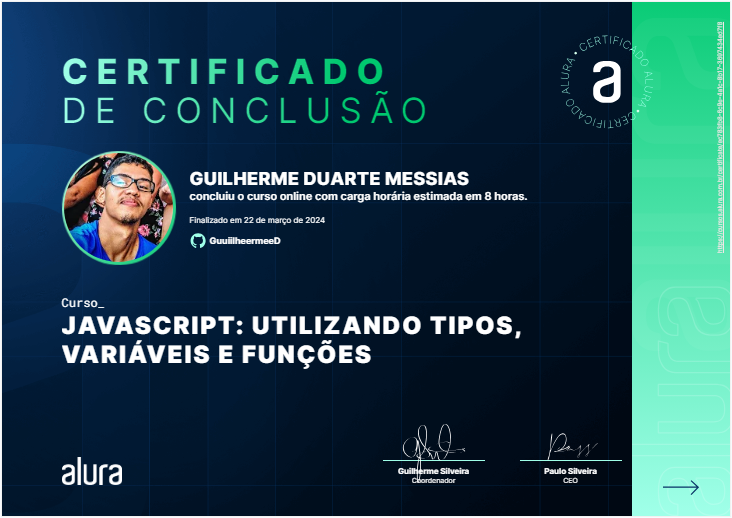 CERTIFICADO
DE CONCLUSÃO
CERTIFICADO ALURA • CERTIFICADO ALURA •
a
GUILHERME DUARTE MESSIAS
concluiu o curso online com carga horária estimada em 8 horas.
Finalizado em 22 de março de 2024
GuuiilheermeeD
Curso_
JAVASCRIPT: UTILIZANDO TIPOS,
VARIÁVEIS E FUNÇÕES
alura
Guilherme Silveira
Coordenador
Paulo Silveira
CEO
alura